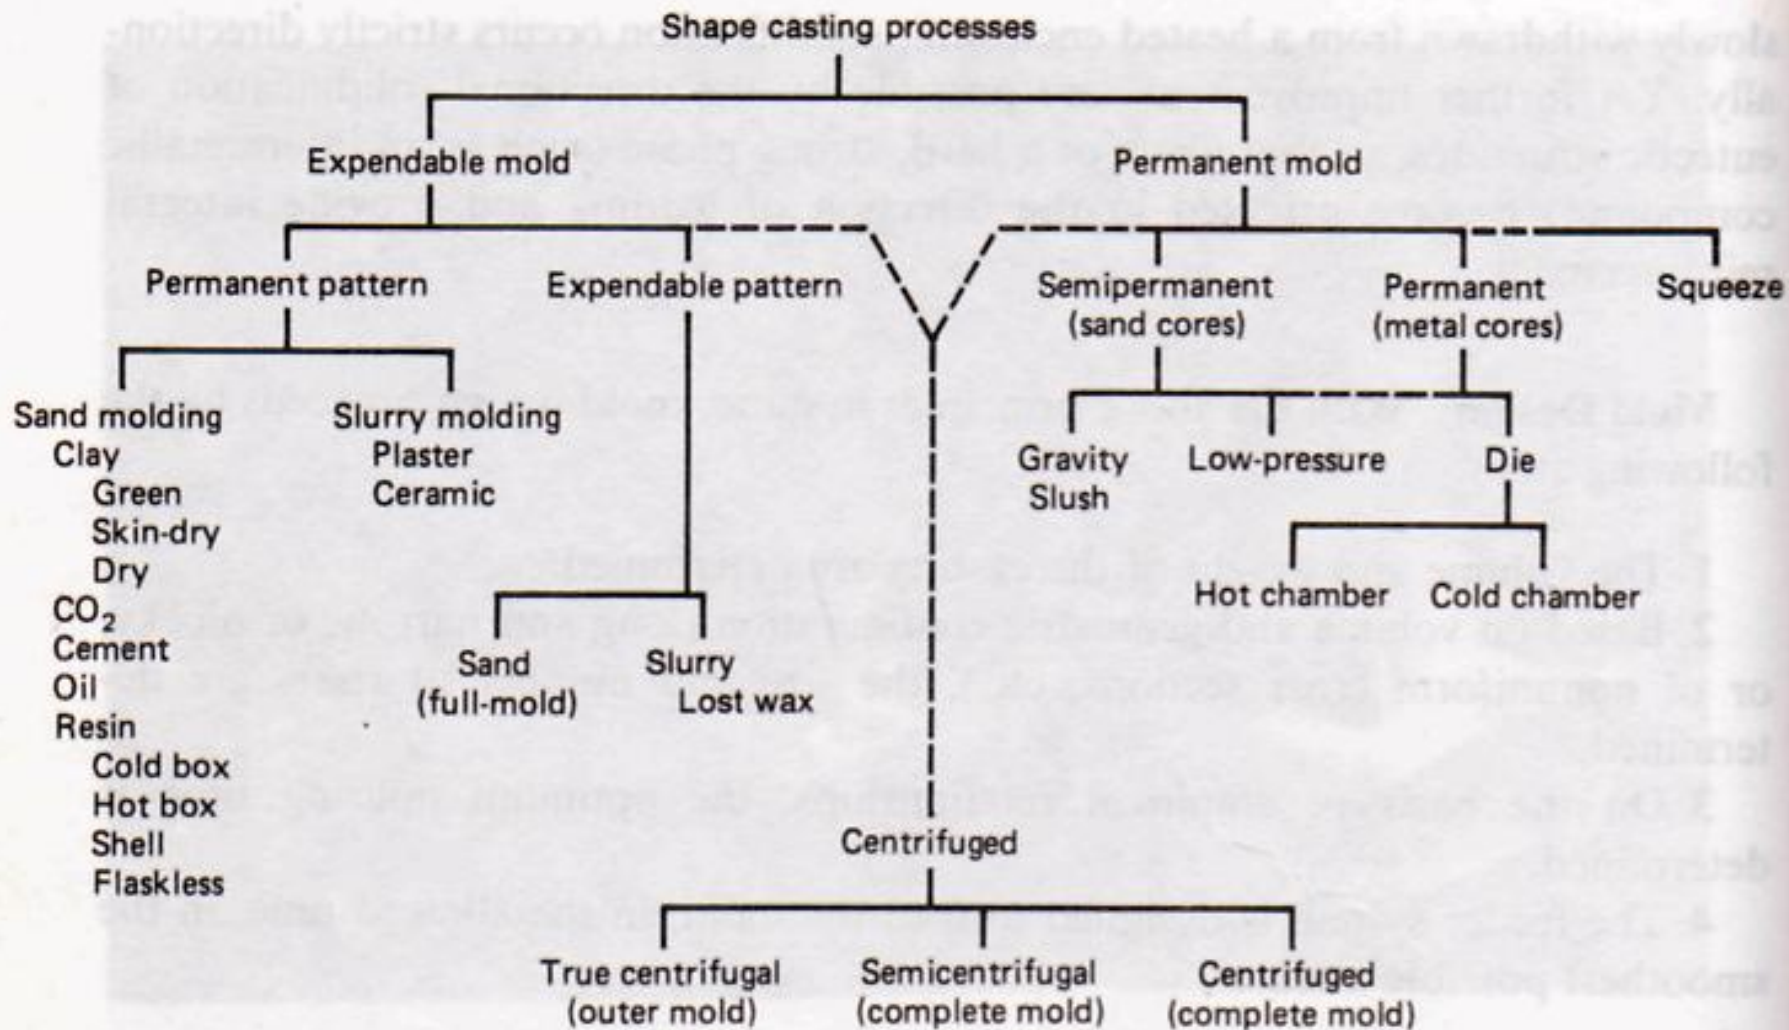 Shape casting processes
Expendable mold
Permanent mold
Permanent pattern
Expendable pattern
Semipermanent
(sand cores)
Permanent
(metal cores)
Squeeze
Sand molding
Clay
Green
Skin-dry
Dry
CO₂
Cement
Oil
Resin
Cold box
Hot box
Shell
Flaskless
Slurry molding
Plaster
Ceramic
Sand
(full-mold)
Slurry
Lost wax
Gravity
Slush
Low-pressure
Die
Hot chamber
Cold chamber
Centrifuged
True centrifugal
(outer mold)
Semicentrifugal
(complete mold)
Centrifuged
(complete mold)